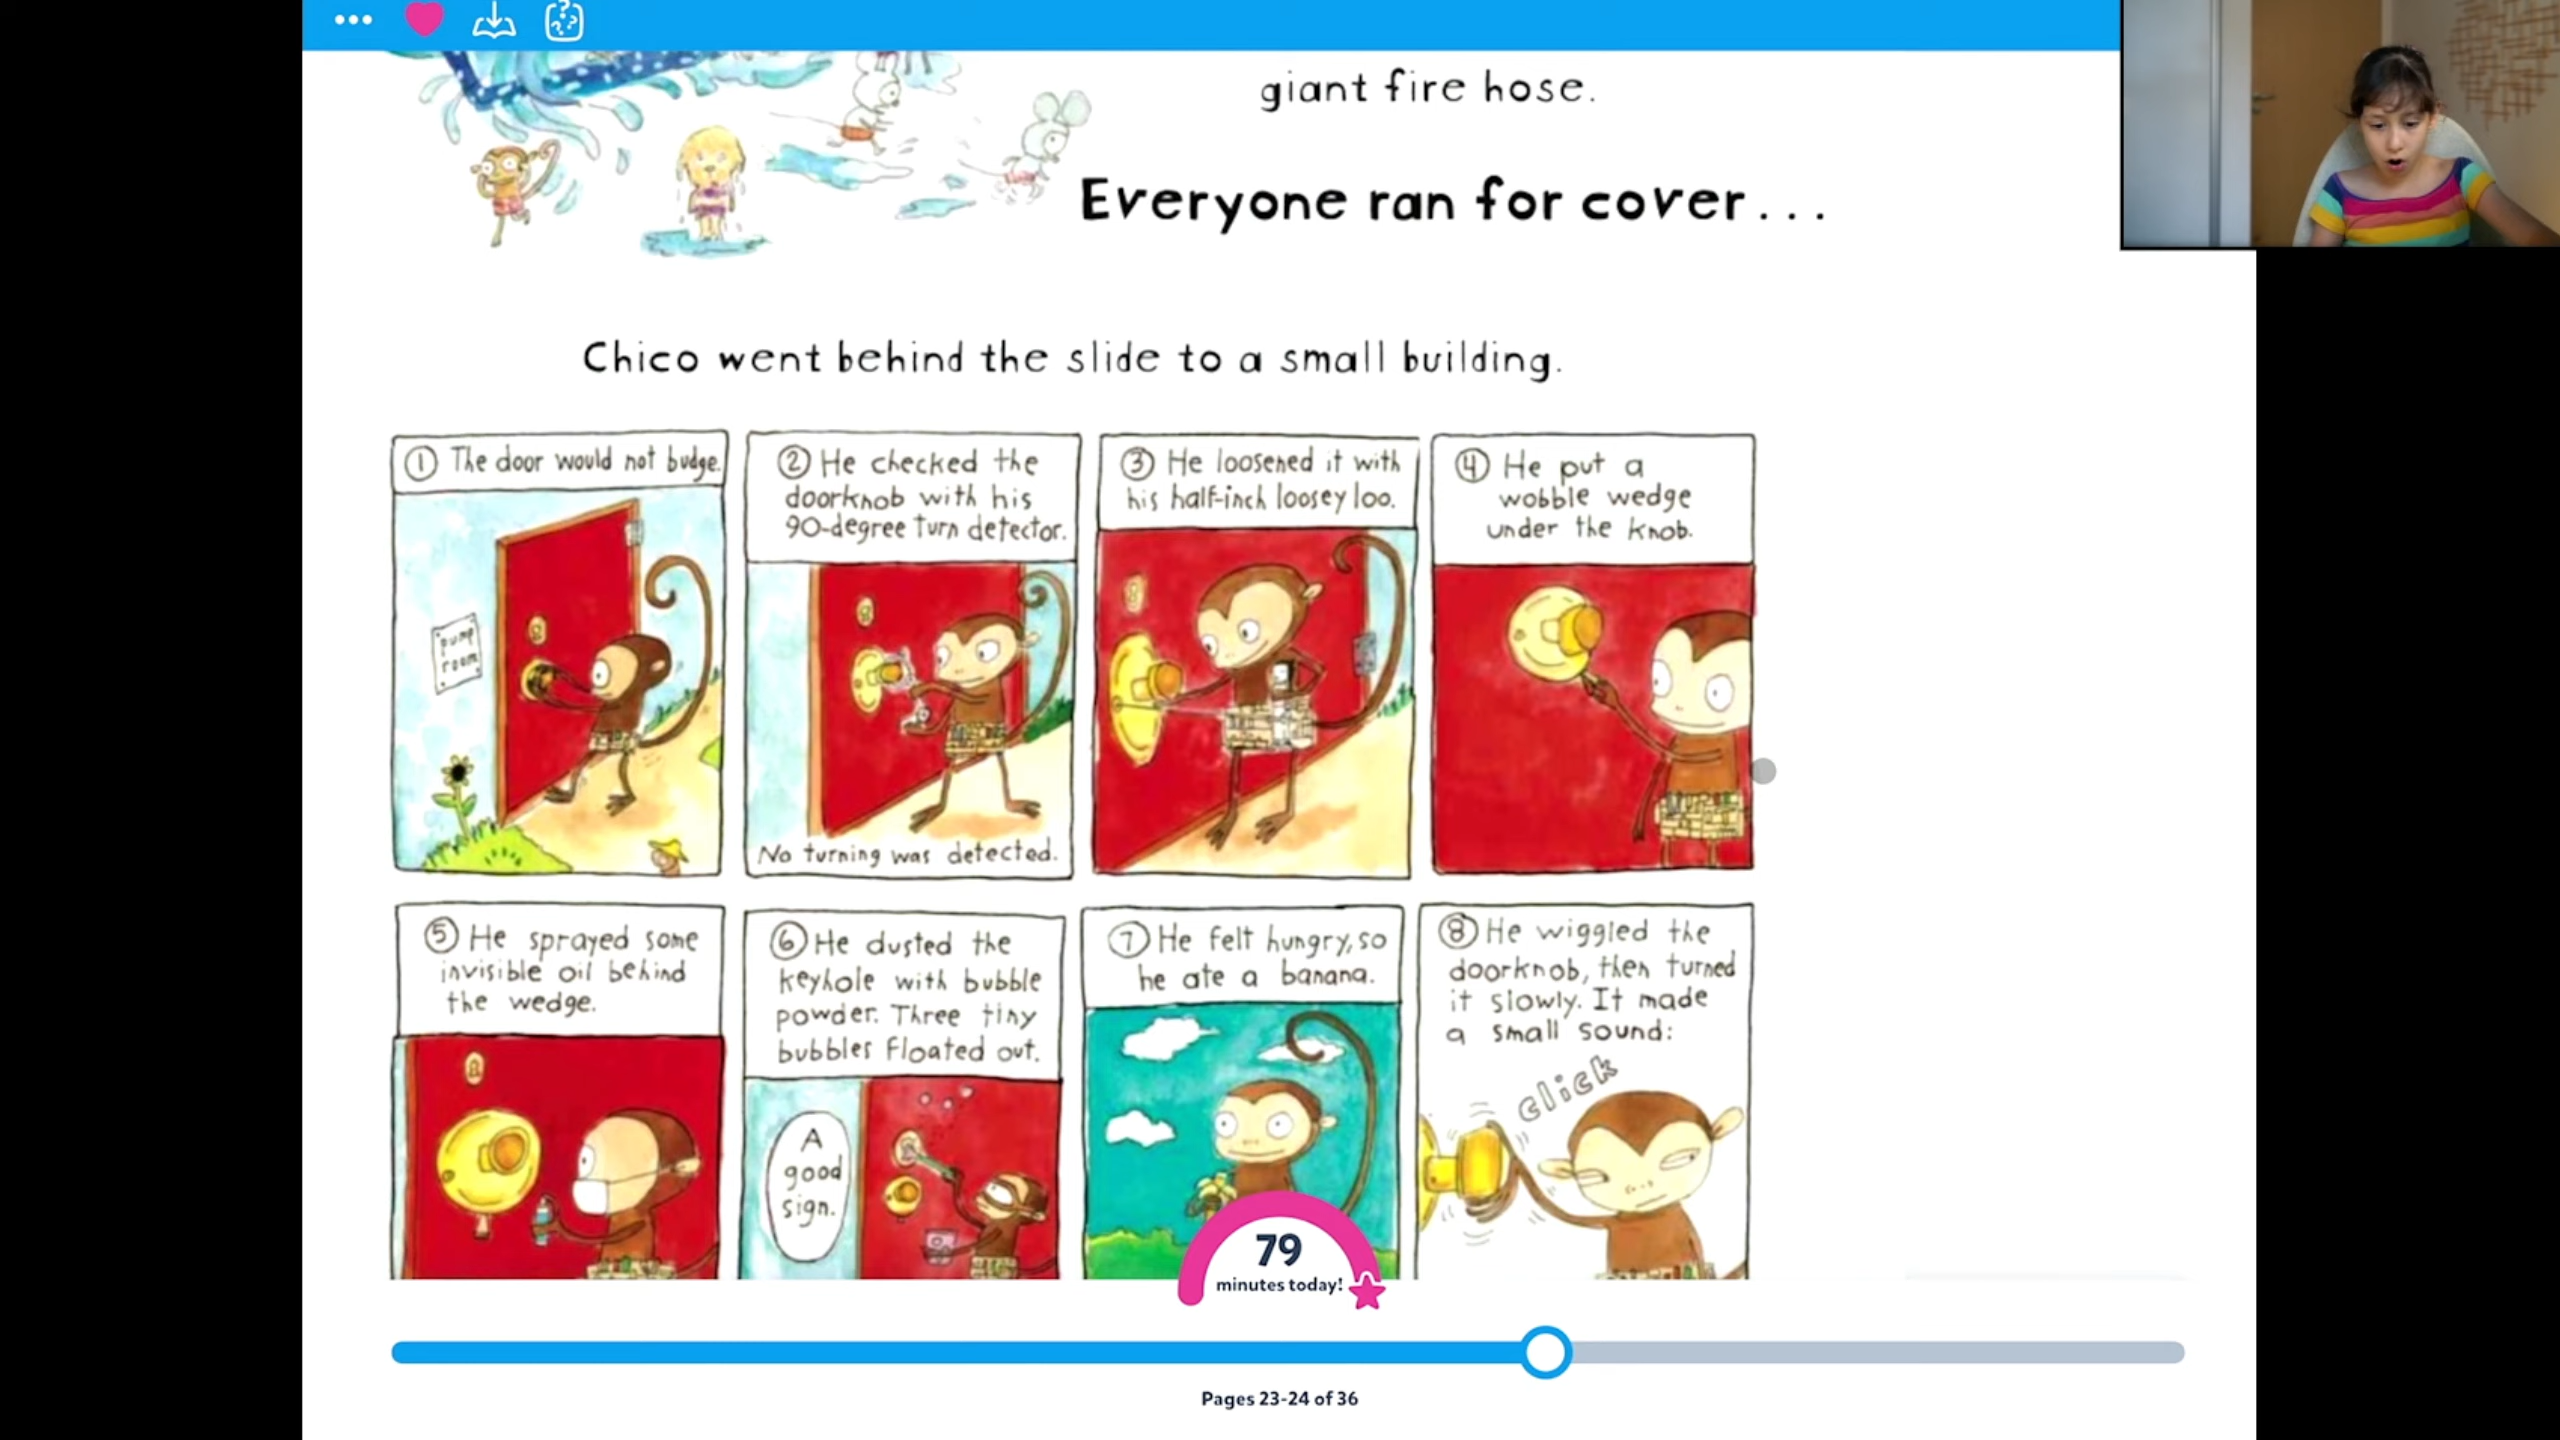 giant fire hose.
Everyone ran for cover...
Chico went behind the slide to a small building.
① The door would not budge.
pump
room
② He checked the
doorknob with his
90-degree turn detector.
No turning was detected.
③ He loosened it with
his half-inch loosey loo.
④ He put a
wobble wedge
under the knob.
⑤ He sprayed some
invisible oil behind
the wedge.
⑥ He dusted the
keyhole with bubble
powder. Three tiny
bubbles floated out.
A
good
sign.
⑦ He felt hungry, so
he ate a banana.
⑧ He wiggled the
doorknob, then turned
it slowly. It made
a small sound:
click
79
minutes today!
Pages 23-24 of 36